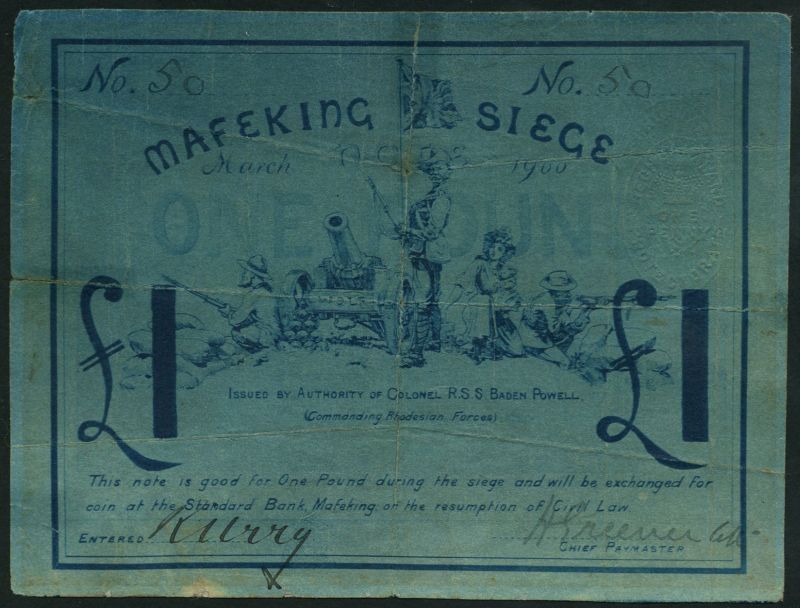 No. 50 No. 50
MAFEKING SIEGE
March 1900
ONE POUND
£1 £1
ISSUED BY AUTHORITY OF COLONEL R.S.S. BADEN POWELL.
(Commanding Rhodesian Forces)
This note is good for One Pound during the siege and will be exchanged for
coin at the Standard Bank, Mafeking, on the resumption of Civil Law.
ENTERED
H Greener Capt
CHIEF PAYMASTER